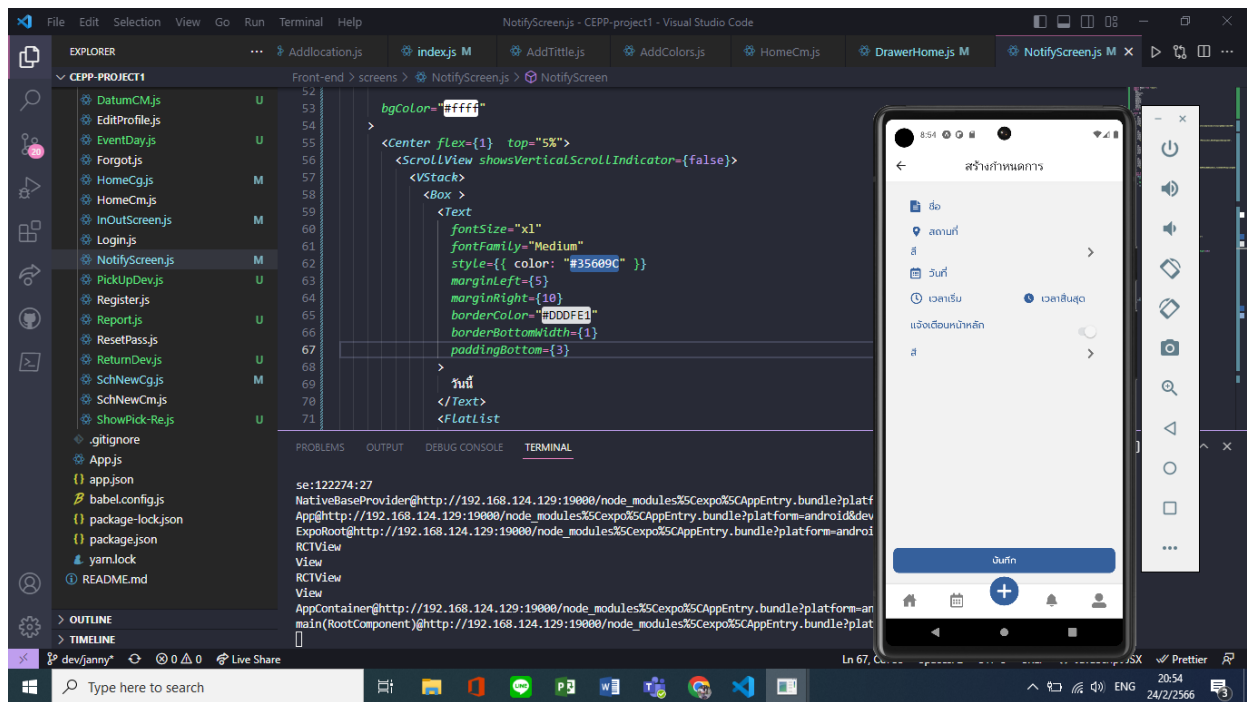 File Edit Selection View Go Run Terminal Help
NotifyScreen.js - CEPP-project1 - Visual Studio Code
EXPLORER
Addlocation.js
index.js M
AddTittle.js
AddColors.js
HomeCm.js
DrawerHome.js M
NotifyScreen.js M
CEPP-PROJECT1
Front-end > screens > NotifyScreen.js > NotifyScreen
DatumCM.js U
EditProfile.js
EventDay.js U
Forgot.js
HomeCg.js M
HomeCm.js
InOutScreen.js M
Login.js
NotifyScreen.js M
PickUpDev.js U
Register.js
Report.js U
ResetPass.js
ReturnDev.js U
SchNewCg.js M
SchNewCm.js
ShowPick-Re.js U
.gitignore
App.js
{} app.json
babel.config.js
{} package-lock.json
{} package.json
yarn.lock
README.md
OUTLINE
TIMELINE
52
53 bgColor="#ffff"
54 >
55 <Center flex={1} top="5%">
56 <ScrollView showsVerticalScrollIndicator={false}>
57 <VStack>
58 <Box >
59 <Text
60 fontSize="xl"
61 fontFamily="Medium"
62 style={{ color: "#35609C" }}
63 marginLeft={5}
64 marginRight={10}
65 borderColor="#DDDFE1"
66 borderBottomWidth={1}
67 paddingBottom={3}
68 >
69 วันนี้
70 </Text>
71 <FlatList
PROBLEMS OUTPUT DEBUG CONSOLE TERMINAL
se:122274:27
NativeBaseProvider@http://192.168.124.129:19000/node_modules%5Cexpo%5CAppEntry.bundle?platf
App@http://192.168.124.129:19000/node_modules%5Cexpo%5CAppEntry.bundle?platform=android&dev
ExpoRoot@http://192.168.124.129:19000/node_modules%5Cexpo%5CAppEntry.bundle?platform=androi
RCTView
View
RCTView
View
AppContainer@http://192.168.124.129:19000/node_modules%5Cexpo%5CAppEntry.bundle?platform=an
main(RootComponent)@http://192.168.124.129:19000/node_modules%5Cexpo%5CAppEntry.bundle?plat
8:54
สร้างกำหนดการ
ชื่อ
สถานที่
สี
วันที่
เวลาเริ่ม เวลาสิ้นสุด
แจ้งเตือนหน้าหลัก
สี
บันทึก
20
dev/janny* 0 0 Live Share
Ln 67,
Prettier
Type here to search
ENG
20:54
24/2/2566
3